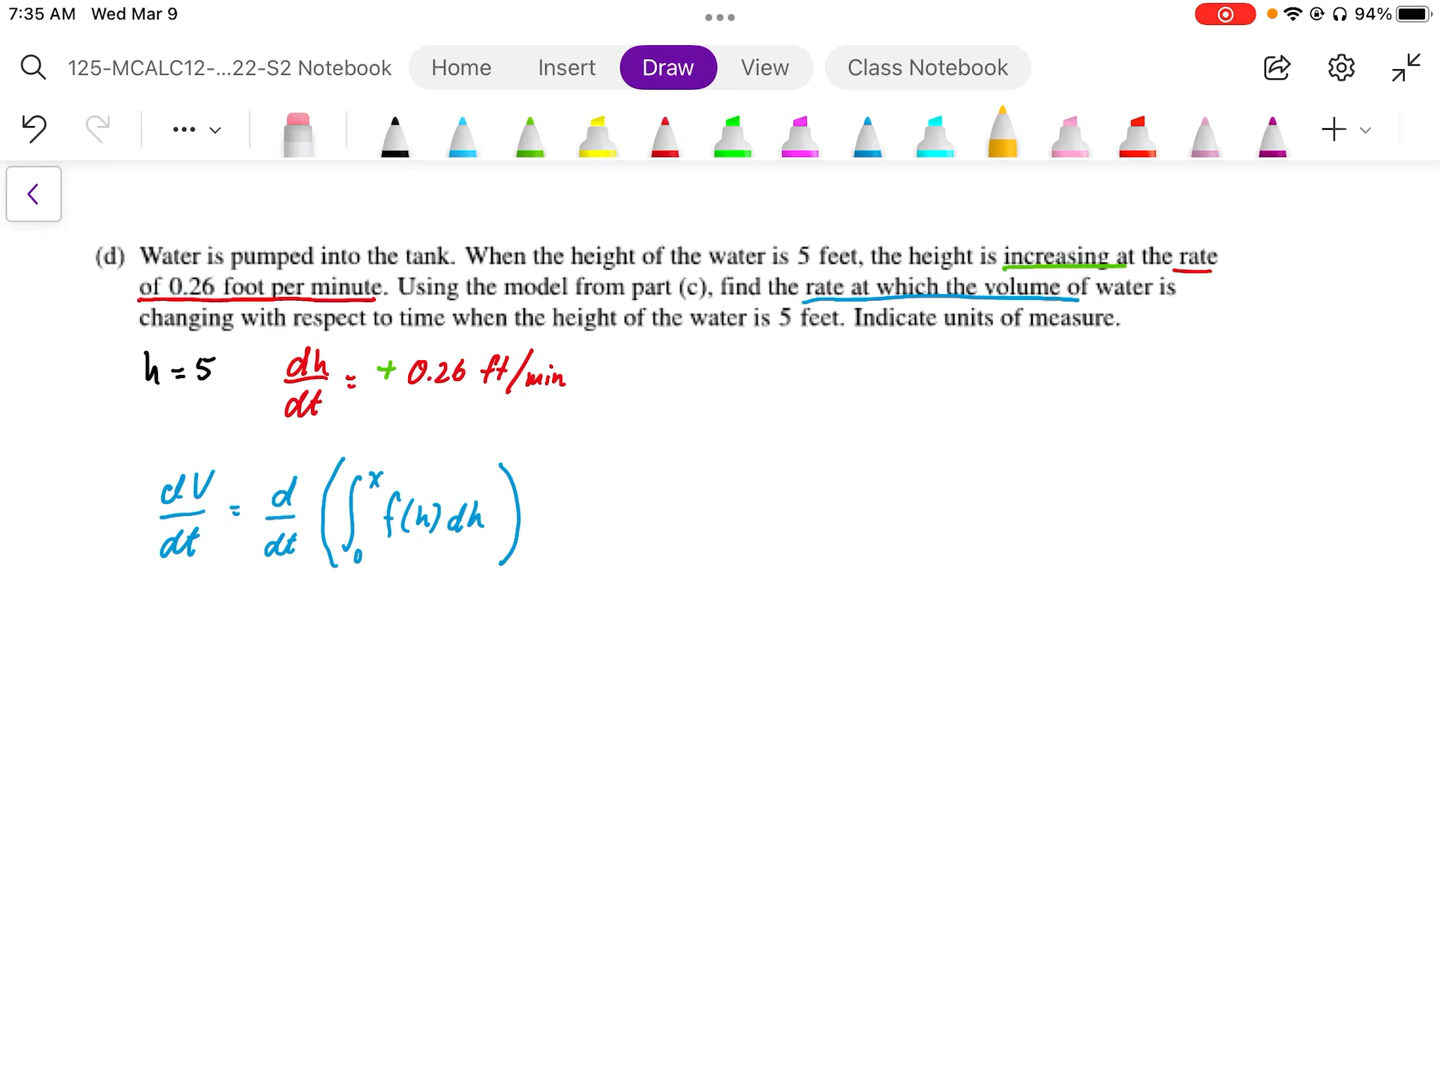 7:35 AM Wed Mar 9
94%
125-MCALC12-...22-S2 Notebook Home Insert Draw View Class Notebook
(d) Water is pumped into the tank. When the height of the water is 5 feet, the height is increasing at the rate
of 0.26 foot per minute. Using the model from part (c), find the rate at which the volume of water is
changing with respect to time when the height of the water is 5 feet. Indicate units of measure.
h = 5 dh/dt = + 0.26 ft/min
dV/dt = d/dt (∫₀ˣ f(h) dh)